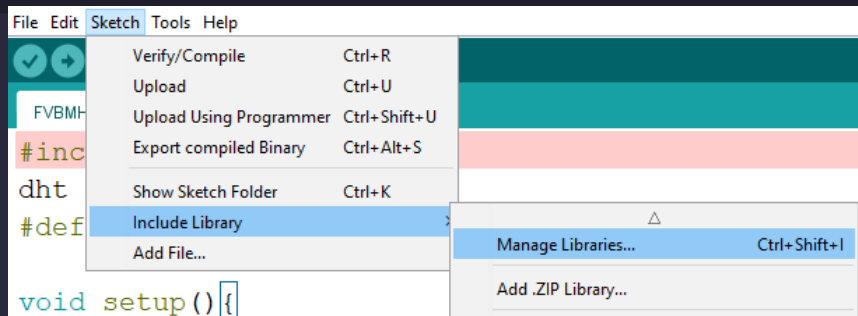 File Edit Sketch Tools Help
Verify/Compile Ctrl+R
Upload Ctrl+U
FVBMH
Upload Using Programmer Ctrl+Shift+U
#inc
Export compiled Binary Ctrl+Alt+S
dht
Show Sketch Folder Ctrl+K
#def
Include Library
Manage Libraries... Ctrl+Shift+I
Add File...
Add .ZIP Library...
void setup(){